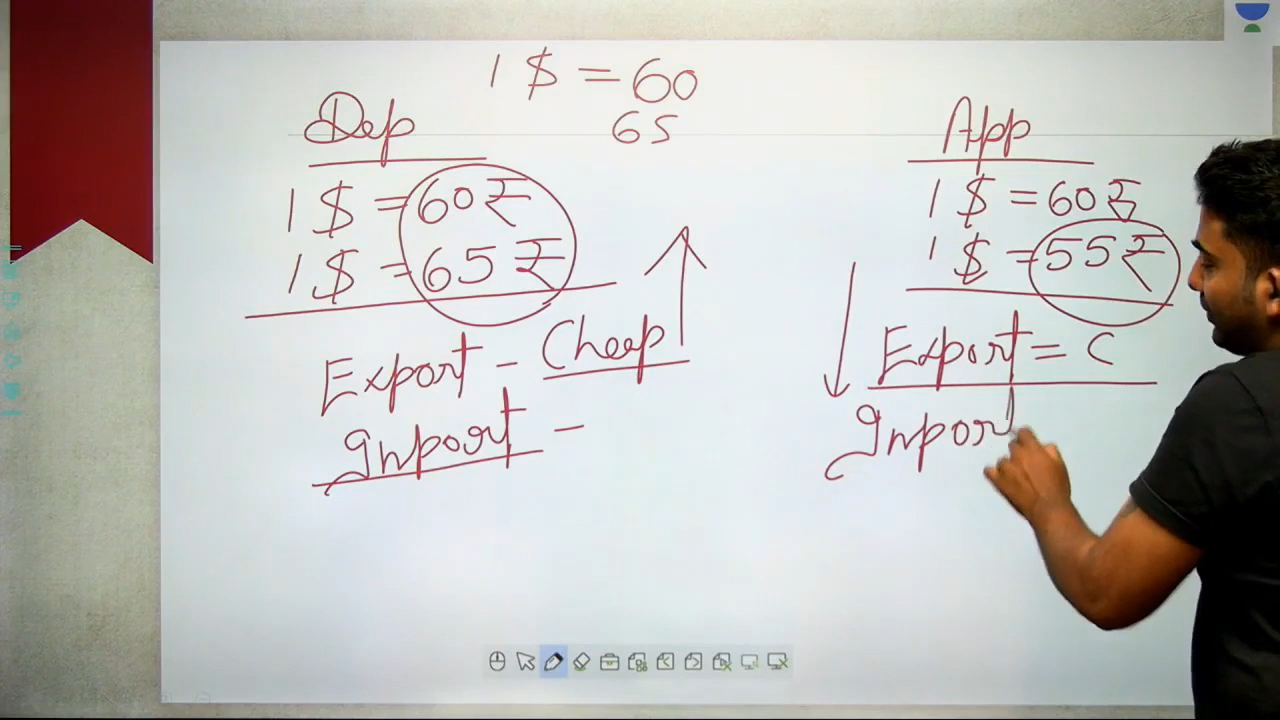 1 $ = 60
65
Dep
1 $ = 60 ₹
1 $ = 65 ₹
Export - Cheap
Import -
App
1 $ = 60 ₹
1 $ = 55 ₹
Export = C
Import